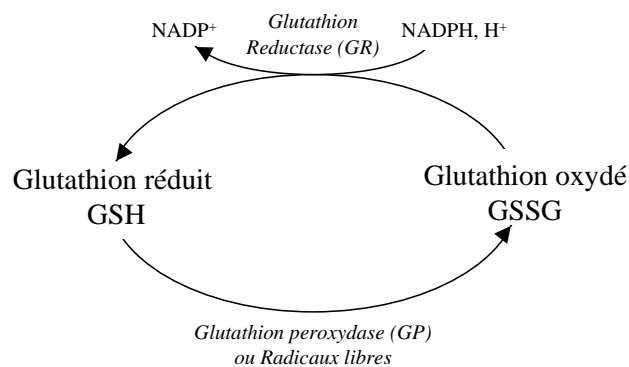 Glutathion
Reductase (GR)
NADP⁺
NADPH, H⁺
Glutathion réduit
GSH
Glutathion oxydé
GSSG
Glutathion peroxydase (GP)
ou Radicaux libres